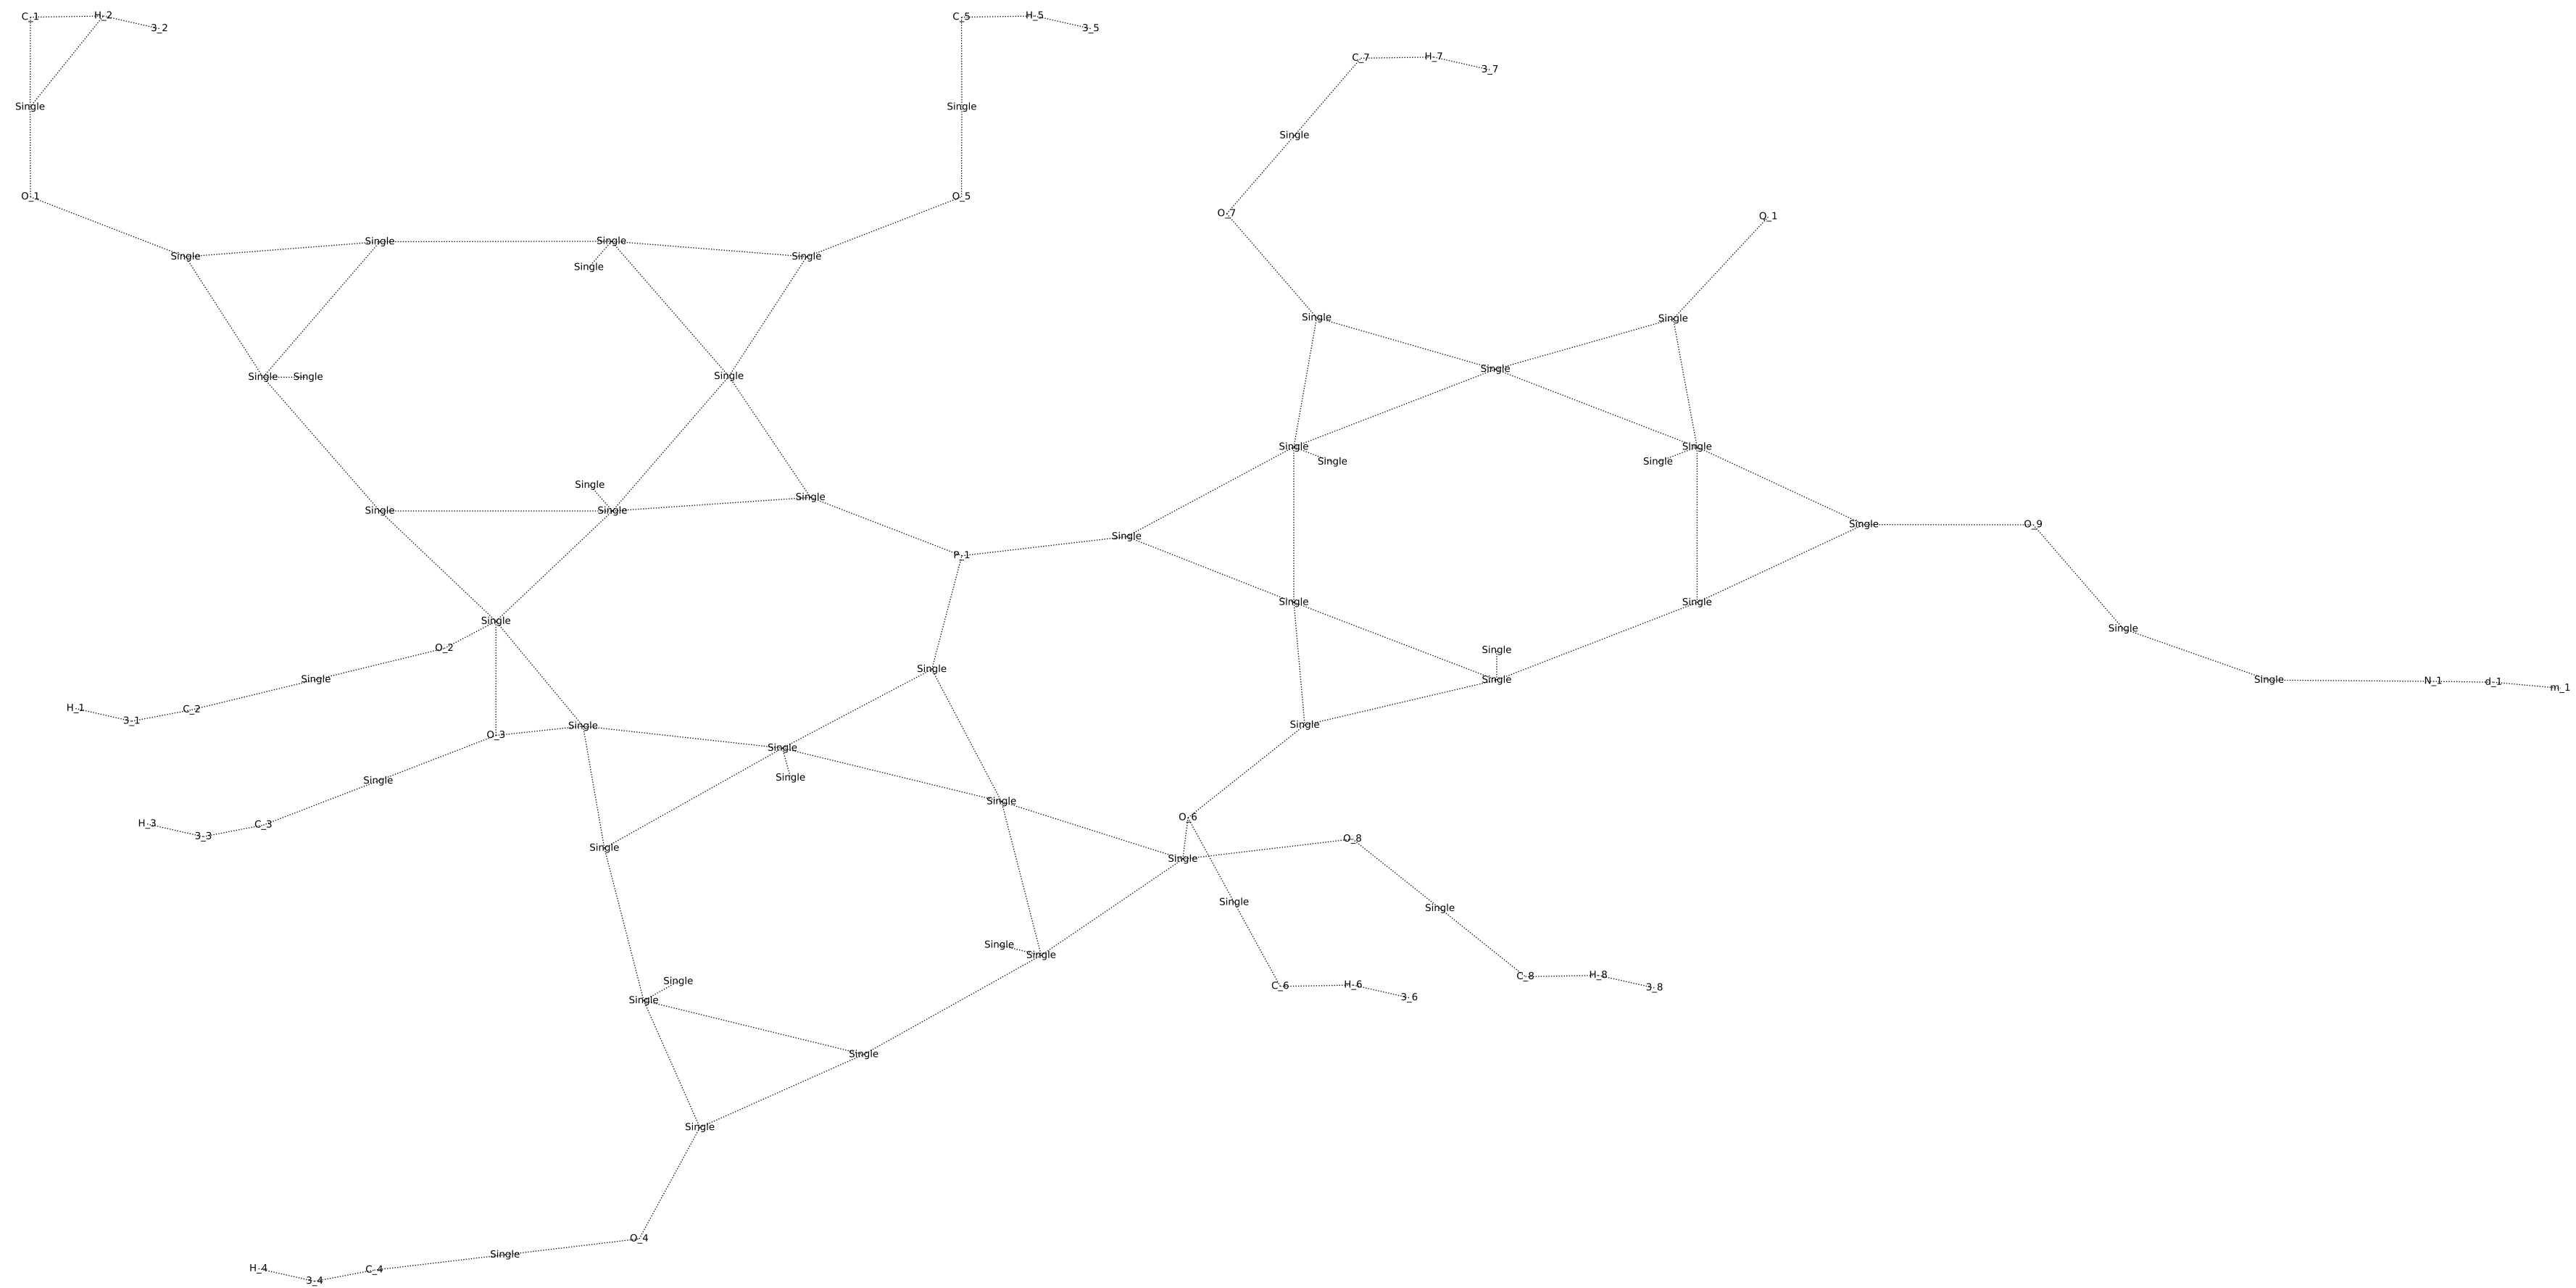 C_1 H_2 3_2 C_5 H_5 3_5
C_7 H_7 3_7
Single Single
Single
O_1 O_5
O_7 O_1
Single Single
Single Single
Single
Single Single
Single
Single Single Single
Single Single
Single Single
Single
Single
Single Single
Single O_9
Single
P_1
Single Single
Single
Single
O_2
Single
Single
Single Single Single N_1 d_1 m_1
H_1 3_1 C_2
Single Single
O_3
Single
Single Single
Single
O_6
H_3 3_3 C_3
O_8
Single
Single
Single
Single
Single
Single
C_8 H_8
Single C_6 H_6 3_8
Single 3_6
Single
Single
O_4
Single
H_4 3_4 C_4